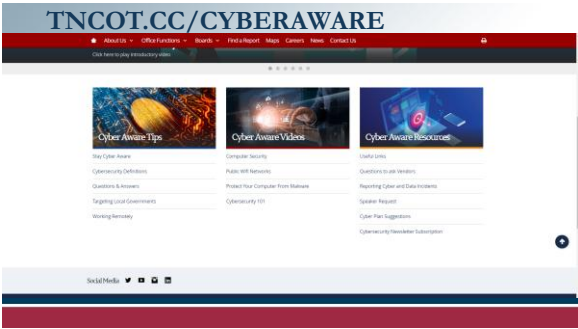 TNCOT.CC/CYBERAWARE
About Us Office Functions Boards Find a Report Maps Careers News Contact Us
Click here to play introductory video
Cyber Aware Tips
Stay Cyber Aware
Cybersecurity Definitions
Questions & Answers
Targeting Local Governments
Working Remotely
Cyber Aware Videos
Computer Security
Public Wifi Networks
Protect Your Computer From Malware
Cybersecurity 101
Cyber Aware Resources
Useful Links
Questions to ask Vendors
Reporting Cyber and Data Incidents
Speaker Request
Cyber Plan Suggestions
Cybersecurity Newsletter Subscription
Social Media